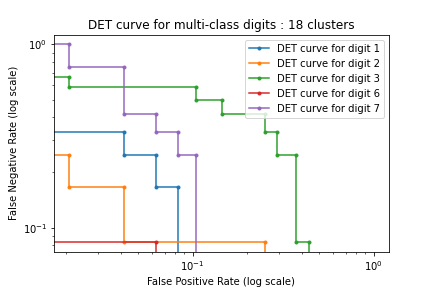 DET curve for multi-class digits : 18 clusters
10⁰
DET curve for digit 1
DET curve for digit 2
DET curve for digit 3
DET curve for digit 6
DET curve for digit 7
False Negative Rate (log scale)
10⁻¹
10⁻¹
10⁰
False Positive Rate (log scale)